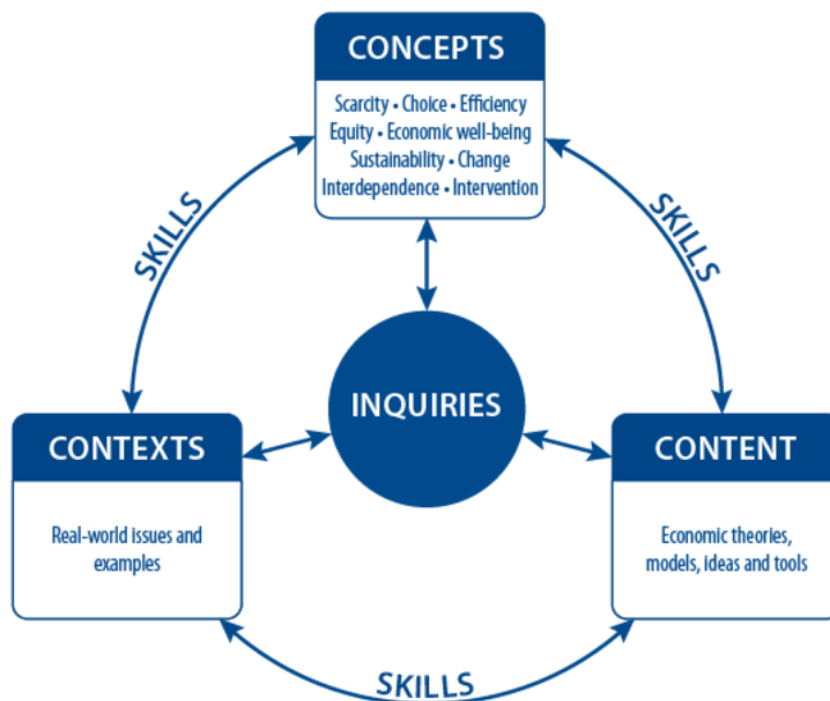 CONCEPTS
Scarcity • Choice • Efficiency
Equity • Economic well-being
Sustainability • Change
Interdependence • Intervention
SKILLS
SKILLS
INQUIRIES
CONTEXTS
Real-world issues and
examples
CONTENT
Economic theories,
models, ideas and tools
SKILLS